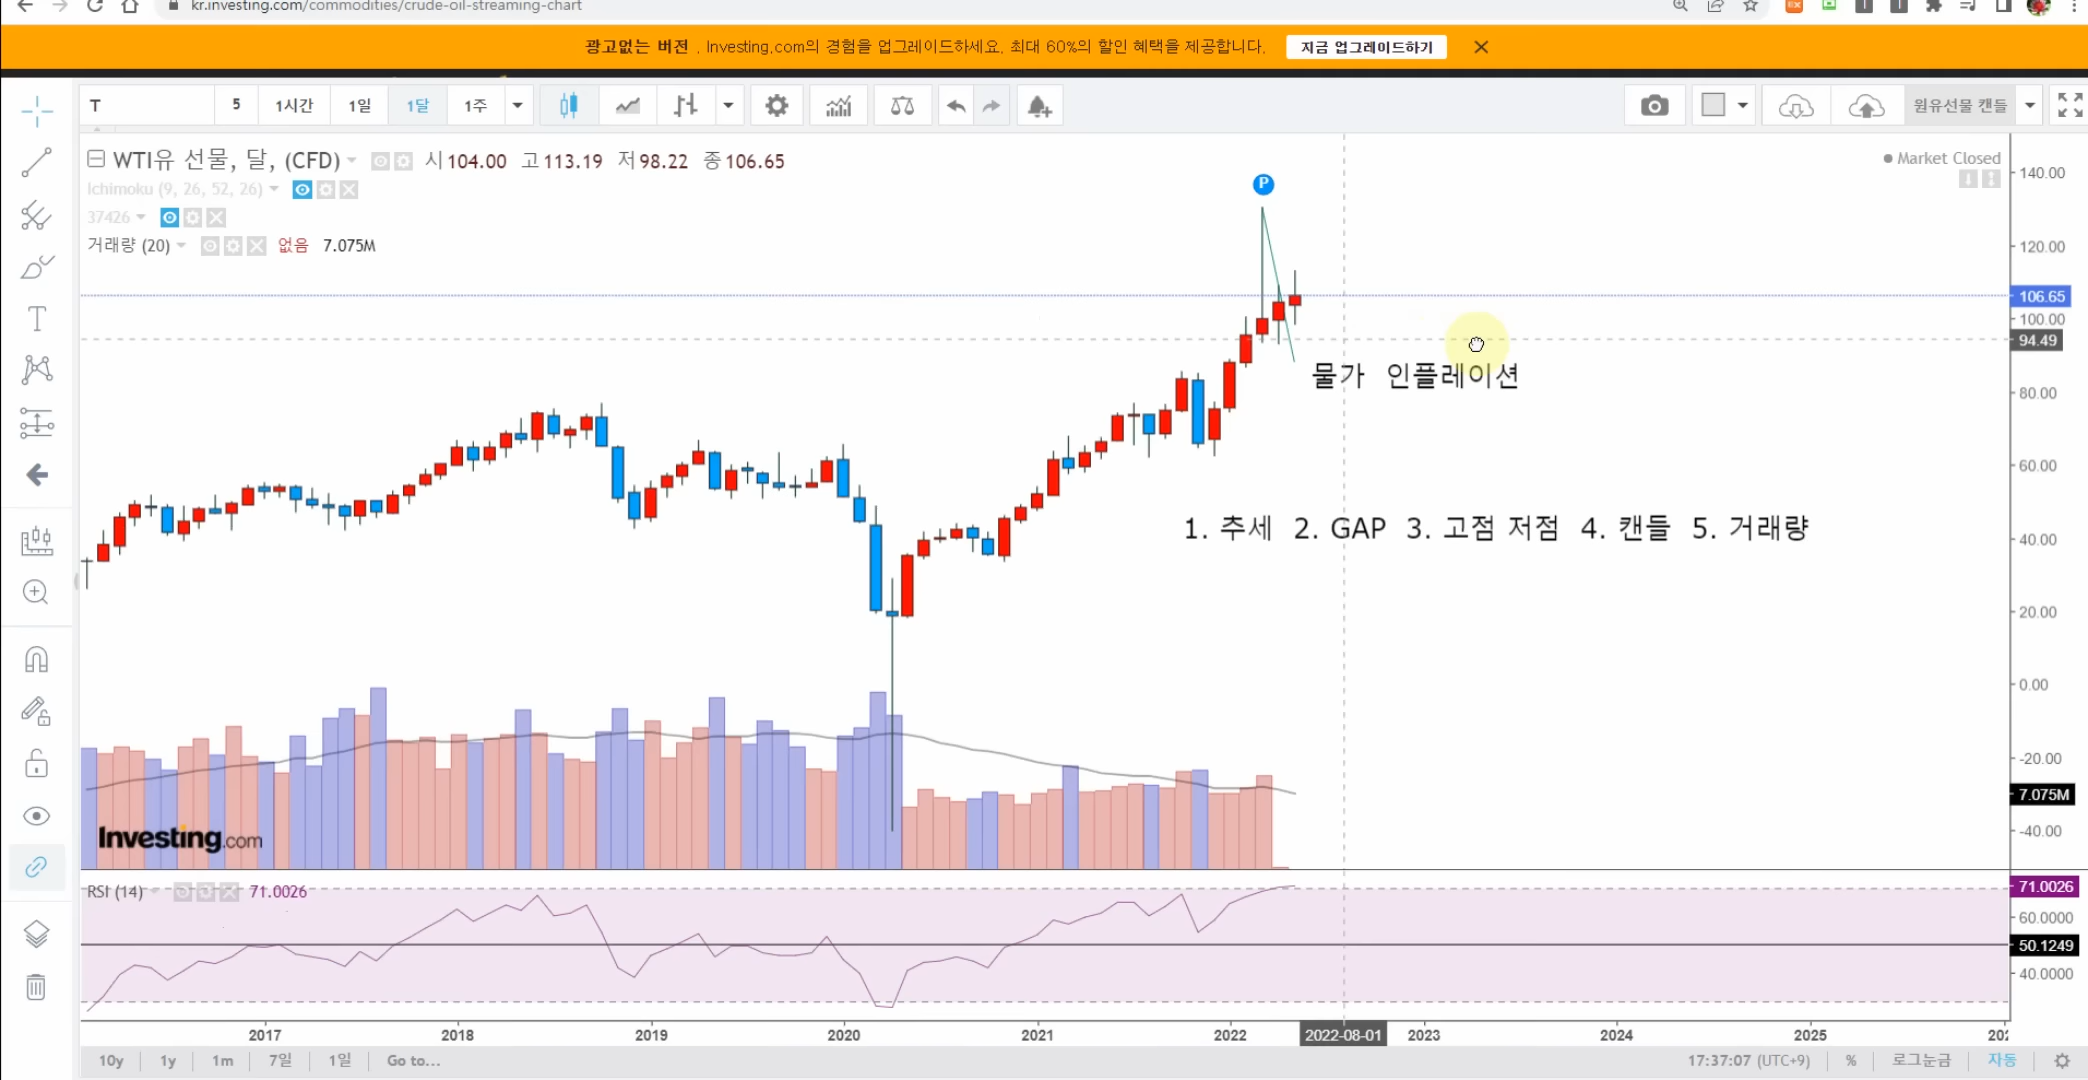 kr.investing.com/commodities/crude-oil-streaming-chart
광고없는 버전 . Investing.com의 경험을 업그레이드하세요. 최대 60%의 할인 혜택을 제공합니다. 지금 업그레이드하기
T 5 1시간 1일 1달 1주 원유선물 캔들
WTI유 선물, 달, (CFD) 시 104.00 고 113.19 저 98.22 종 106.65
Market Closed
Ichimoku (9, 26, 52, 26)
37426
거래량 (20) 없음 7.075M
P
140.00
120.00
106.65
100.00
94.49
물가 인플레이션
80.00
60.00
1. 추세 2. GAP 3. 고점 저점 4. 캔들 5. 거래량
40.00
20.00
0.00
-20.00
7.075M
-40.00
Investing.com
RSI (14) 71.0026
71.0026
60.0000
50.1249
40.0000
2017 2018 2019 2020 2021 2022 2022-08-01 2023 2024 2025
10y 1y 1m 7일 1일 Go to... 17:37:07 (UTC+9) % 로그눈금 자동